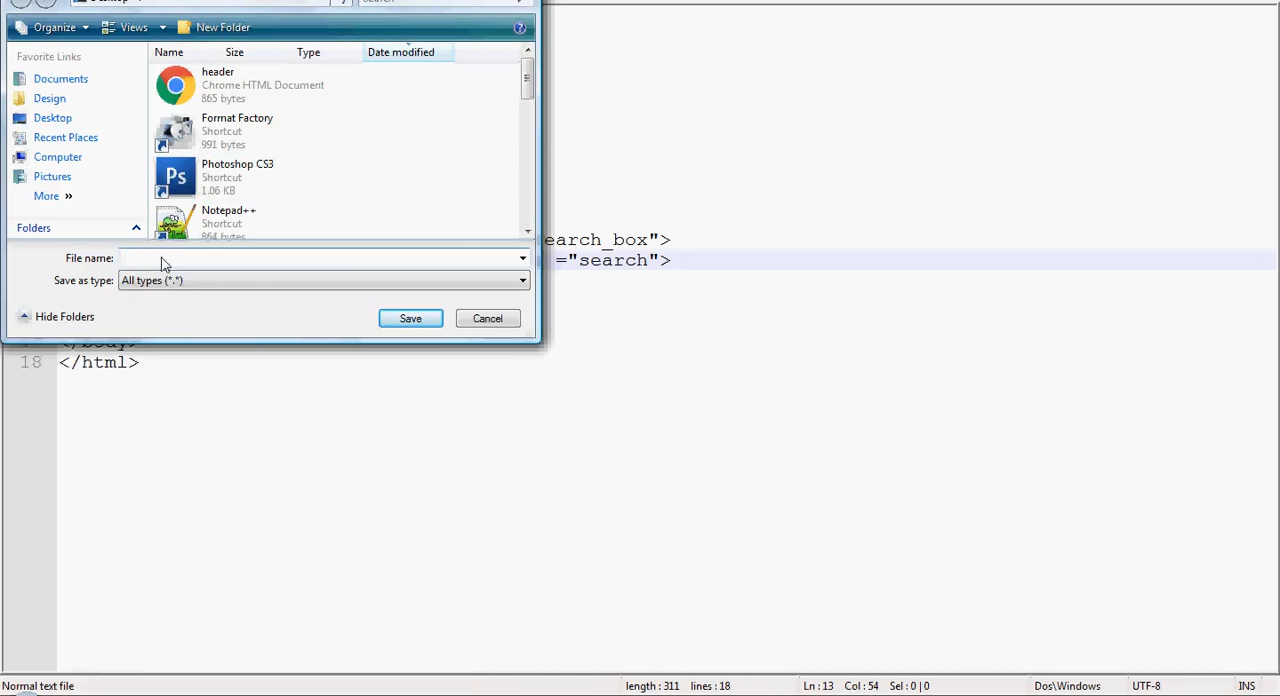 Organize Views New Folder
Favorite Links
Documents
Design
Desktop
Recent Places
Computer
Pictures
More »
Folders
Name Size Type Date modified
header
Chrome HTML Document
865 bytes
Format Factory
Shortcut
991 bytes
Photoshop CS3
Shortcut
1.06 KB
Notepad++
Shortcut
864 bytes
File name:
Save as type: All types (*.*)
Hide Folders Save Cancel
earch_box">
="search">
18 </html>
Normal text file length : 311 lines : 18 Ln : 13 Col : 54 Sel : 0 | 0 Dos\Windows UTF-8 INS